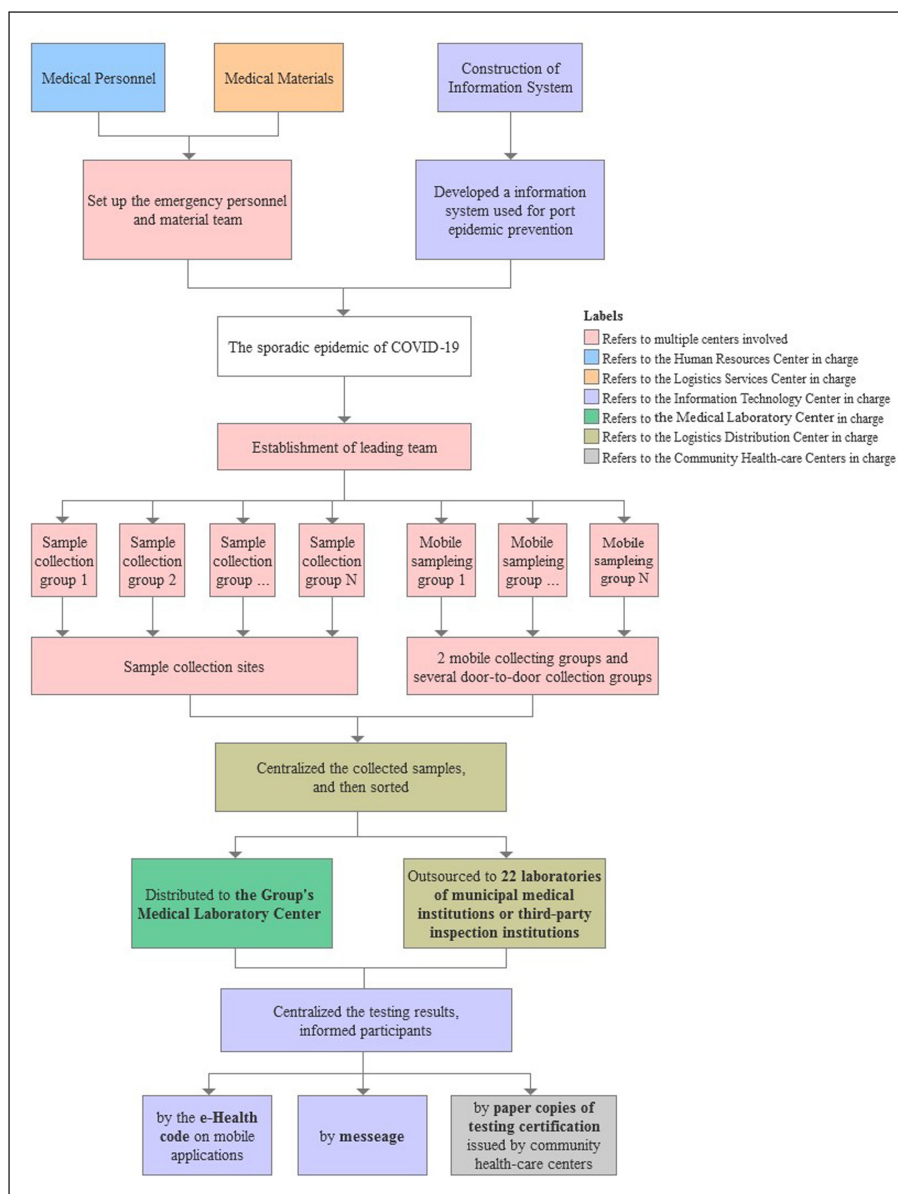 Medical Personnel
Medical Materials
Construction of
Information System
Set up the emergency personnel
and material team
Developed a information
system used for port
epidemic prevention
The sporadic epidemic of COVID-19
Labels
Refers to multiple centers involved
Refers to the Human Resources Center in charge
Refers to the Logistics Services Center in charge
Refers to the Information Technology Center in charge
Refers to the Medical Laboratory Center in charge
Refers to the Logistics Distribution Center in charge
Refers to the Community Health-care Centers in charge
Establishment of leading team
Sample
collection
group 1
Sample
collection
group 2
Sample
collection
group ...
Sample
collection
group N
Mobile
sampleing
group 1
Mobile
sampleing
group ...
Mobile
sampleing
group N
Sample collection sites
2 mobile collecting groups and
several door-to-door collection groups
Centralized the collected samples,
and then sorted
Distributed to the Group's
Medical Laboratory Center
Outsourced to 22 laboratories
of municipal medical
institutions or third-party
inspection institutions
Centralized the testing results,
informed participants
by the e-Health
code on mobile
applications
by messeage
by paper copies of
testing certification
issued by community
health-care centers